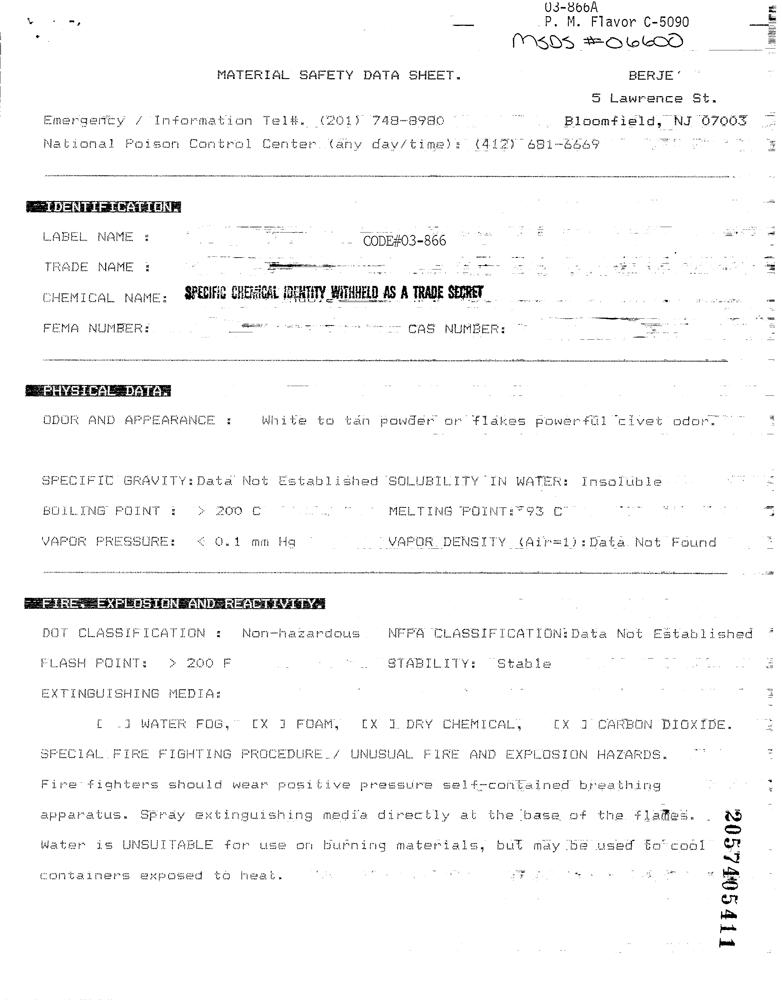 03-866A
P. M. Flavor C-5090
MSDS #06600
MATERIAL SAFETY DATA SHEET. BERJE'
5 Lawrence St.
Emergency / Information Tel#. (201) 748-8980 Bloomfield, NJ 07003
National Poison Control Center (any day/time): (412) 681-6669
IDENTIFICATION.
LABEL NAME : CODE#03-866
TRADE NAME :
CHEMICAL NAME: SPECIFIC CHEMICAL IDENTITY WITHHELD AS A TRADE SECRET
FEMA NUMBER: CAS NUMBER:
PHYSICAL DATA.
ODOR AND APPEARANCE : White to tan powder or flakes powerful civet odor.
SPECIFIC GRAVITY:Data Not Established SOLUBILITY IN WATER: Insoluble
BOILING POINT : > 200 C MELTING POINT: 93 C
VAPOR PRESSURE: < 0.1 mm Hg VAPOR DENSITY (Air=1):Data Not Found
FIRE, EXPLOSION AND REACTIVITY.
DOT CLASSIFICATION : Non-hazardous NFPA CLASSIFICATION:Data Not Established
FLASH POINT: > 200 F STABILITY: Stable
EXTINGUISHING MEDIA:
[ ] WATER FOG, [X ] FOAM, [X ] DRY CHEMICAL, [X ] CARBON DIOXIDE.
SPECIAL FIRE FIGHTING PROCEDURE / UNUSUAL FIRE AND EXPLOSION HAZARDS.
Fire fighters should wear positive pressure self-contained breathing
apparatus. Spray extinguishing media directly at the base of the flames.
Water is UNSUITABLE for use on burning materials, but may be used to cool
containers exposed to heat.
2057405411